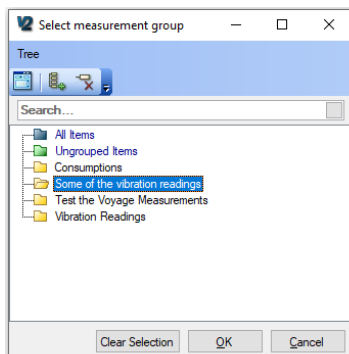 V2 Select measurement group
Tree
Search...
All Items
Ungrouped Items
Consumptions
Some of the vibration readings
Test the Voyage Measurements
Vibration Readings
Clear Selection OK Cancel